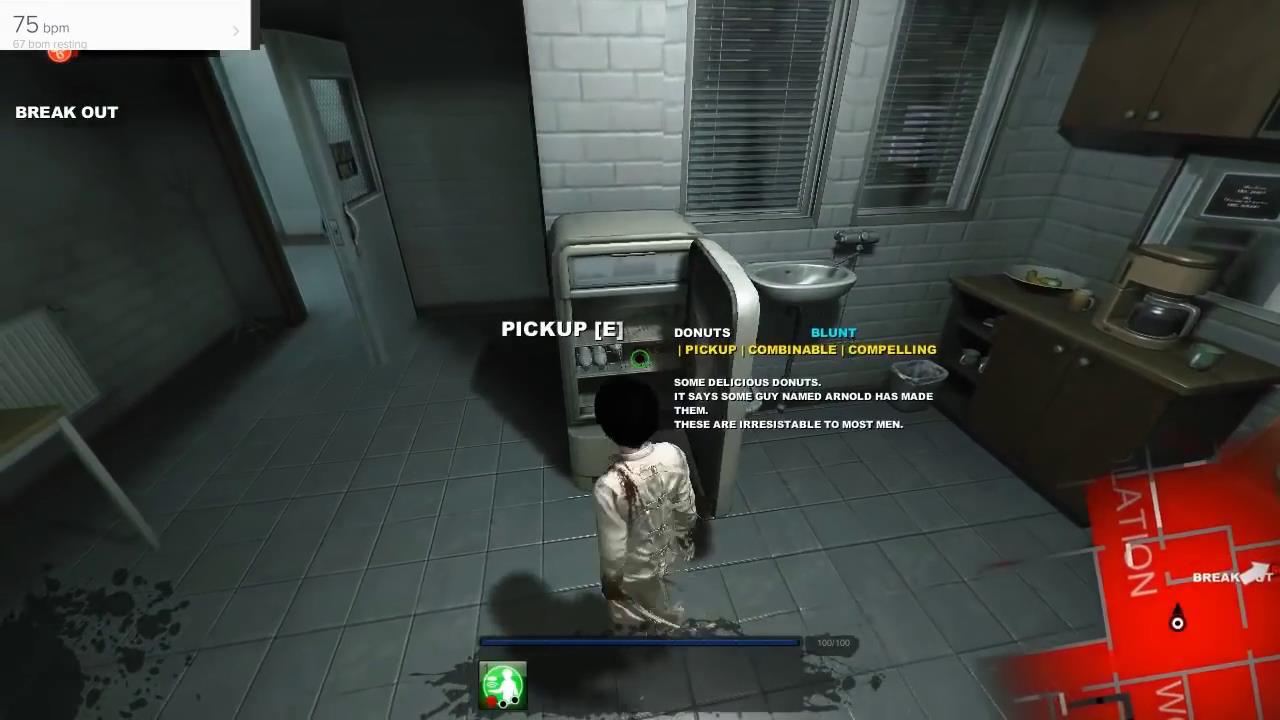 75 bpm
67 bpm resting
BREAK OUT
PICKUP [E]
DONUTS BLUNT
| PICKUP | COMBINABLE | COMPELLING
SOME DELICIOUS DONUTS.
IT SAYS SOME GUY NAMED ARNOLD HAS MADE
THEM.
THESE ARE IRRESISTABLE TO MOST MEN.
100/100